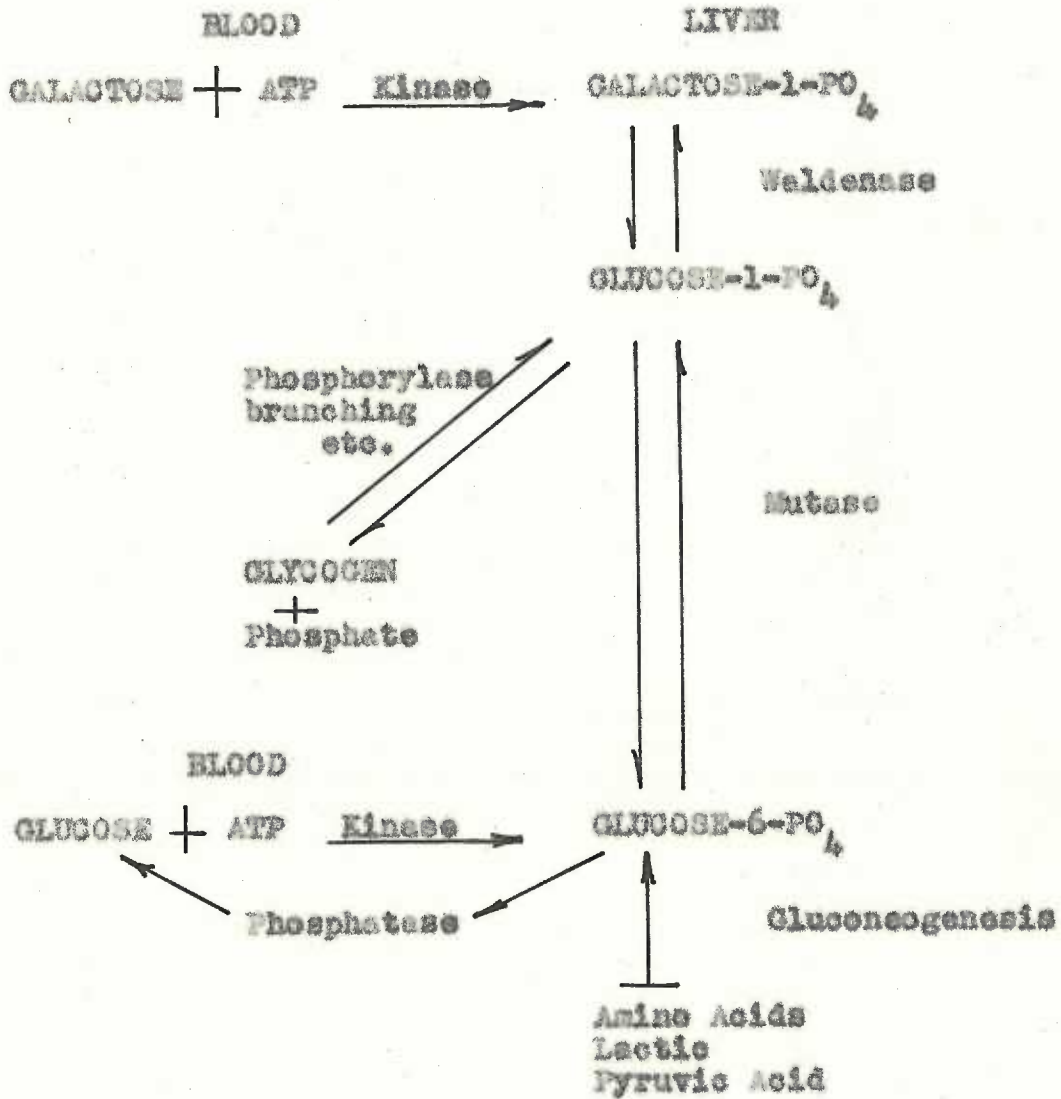 BLOOD LIVER
GALACTOSE + ATP Kinase GALACTOSE-1-PO4
Waldenase
GLUCOSE-1-PO4
Phosphorylase
branching
etc.
Mutase
GLYCOGEN
+
Phosphate
BLOOD
GLUCOSE + ATP Kinase GLUCOSE-6-PO4
Phosphatase
Gluconeogenesis
Amino Acids
Lactic
Pyruvic Acid